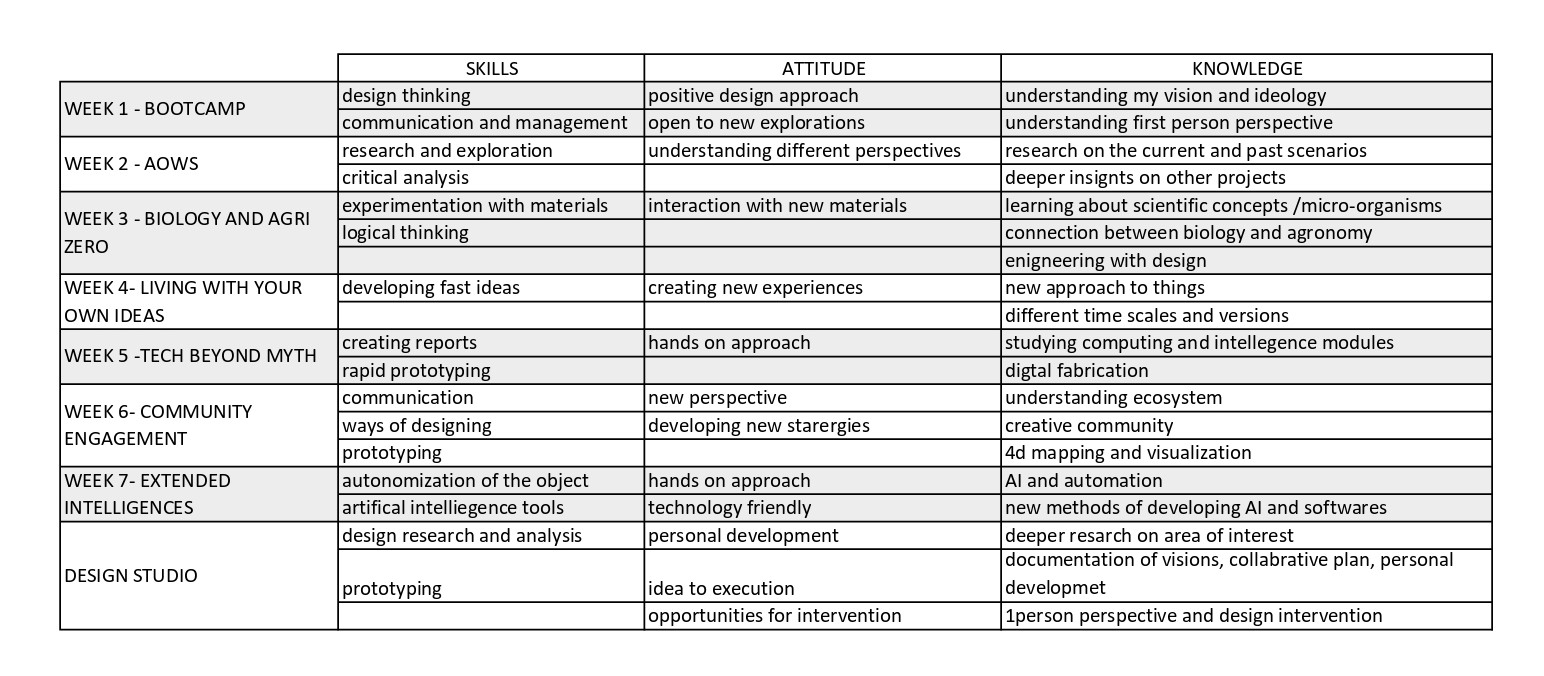 SKILLS ATTITUDE KNOWLEDGE
WEEK 1 - BOOTCAMP
design thinking positive design approach understanding my vision and ideology
communication and management open to new explorations understanding first person perspective
WEEK 2 - AOWS
research and exploration understanding different perspectives research on the current and past scenarios
critical analysis deeper insignts on other projects
WEEK 3 - BIOLOGY AND AGRI
ZERO
experimentation with materials interaction with new materials learning about scientific concepts /micro-organisms
logical thinking connection between biology and agronomy
enigneering with design
WEEK 4- LIVING WITH YOUR
OWN IDEAS
developing fast ideas creating new experiences new approach to things
different time scales and versions
WEEK 5 -TECH BEYOND MYTH
creating reports hands on approach studying computing and intellegence modules
rapid prototyping digtal fabrication
WEEK 6- COMMUNITY
ENGAGEMENT
communication new perspective understanding ecosystem
ways of designing developing new starergies creative community
prototyping 4d mapping and visualization
WEEK 7- EXTENDED
INTELLIGENCES
autonomization of the object hands on approach AI and automation
artifical intelliegence tools technology friendly new methods of developing AI and softwares
DESIGN STUDIO
design research and analysis personal development deeper resarch on area of interest
documentation of visions, collabrative plan, personal
prototyping idea to execution developmet
opportunities for intervention 1person perspective and design intervention